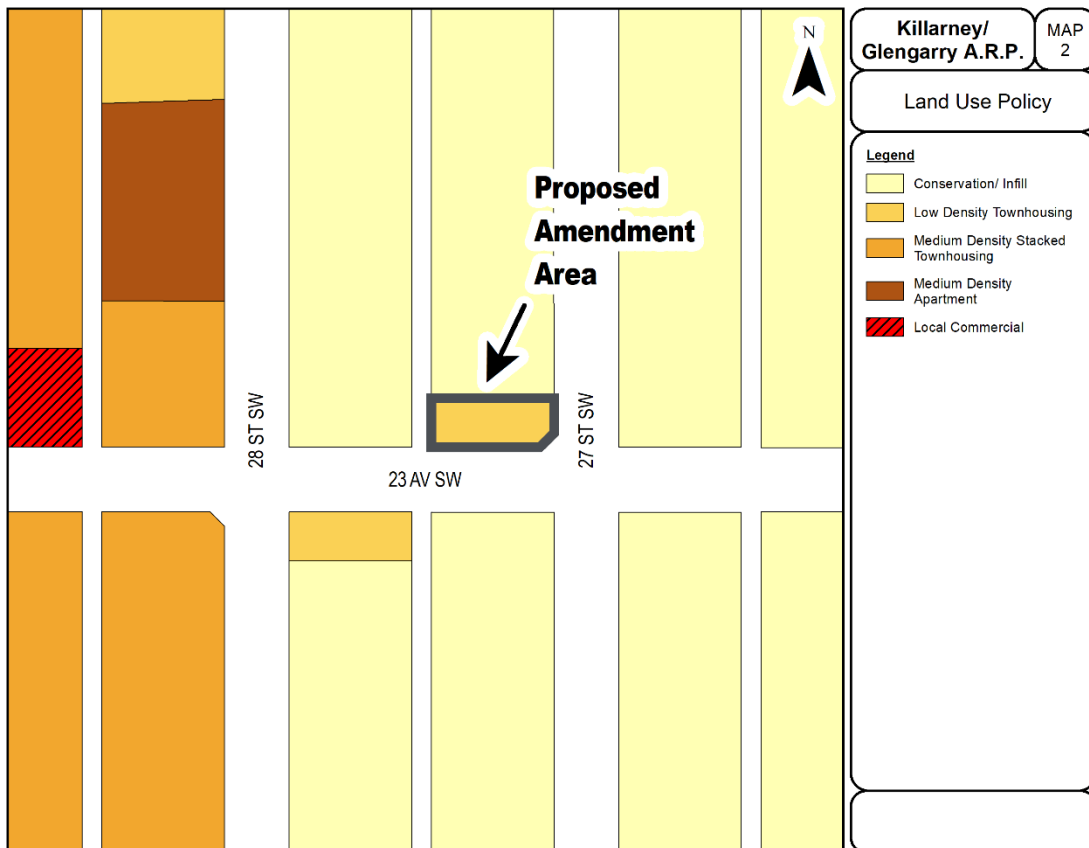 Killarney/
Glengarry A.R.P.
MAP
2
Land Use Policy
Legend
Conservation/ Infill
Low Density Townhousing
Medium Density Stacked
Townhousing
Medium Density
Apartment
Local Commercial
N
Proposed
Amendment
Area
28 ST SW
27 ST SW
23 AV SW